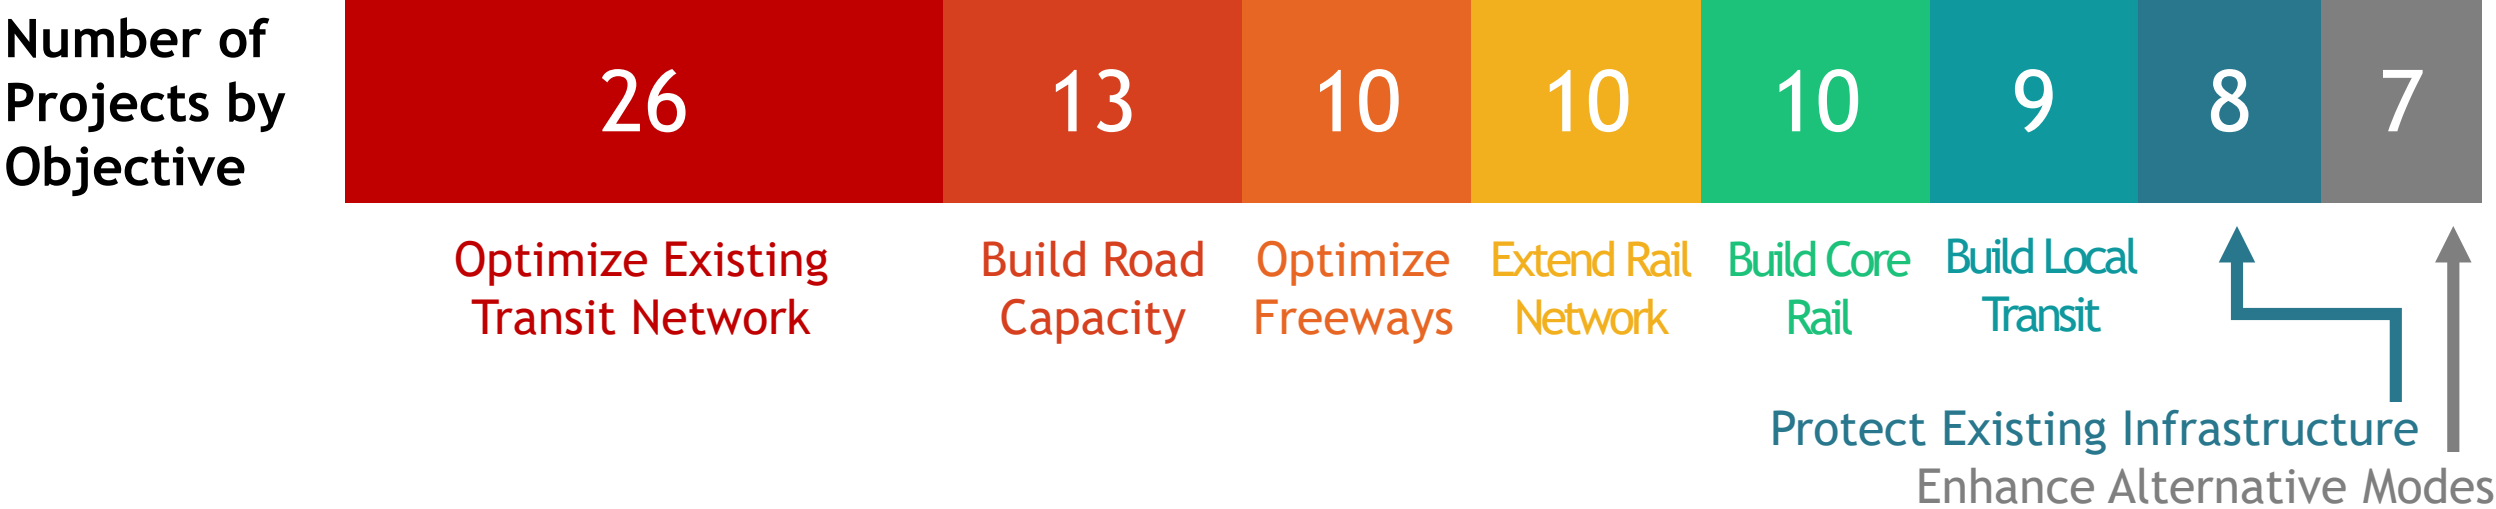 Number of
Projects by
Objective
26
13
10
10
10
9
8
7
Optimize Existing
Transit Network
Build Road
Capacity
Optimize
Freeways
Extend Rail
Network
Build Core
Rail
Build Local
Transit
Protect Existing Infrastructure
Enhance Alternative Modes